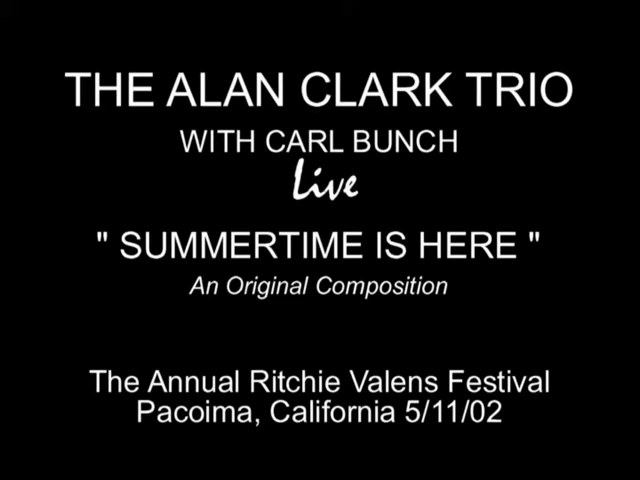 THE ALAN CLARK TRIO
WITH CARL BUNCH
Live
" SUMMERTIME IS HERE "
An Original Composition
The Annual Ritchie Valens Festival
Pacoima, California 5/11/02